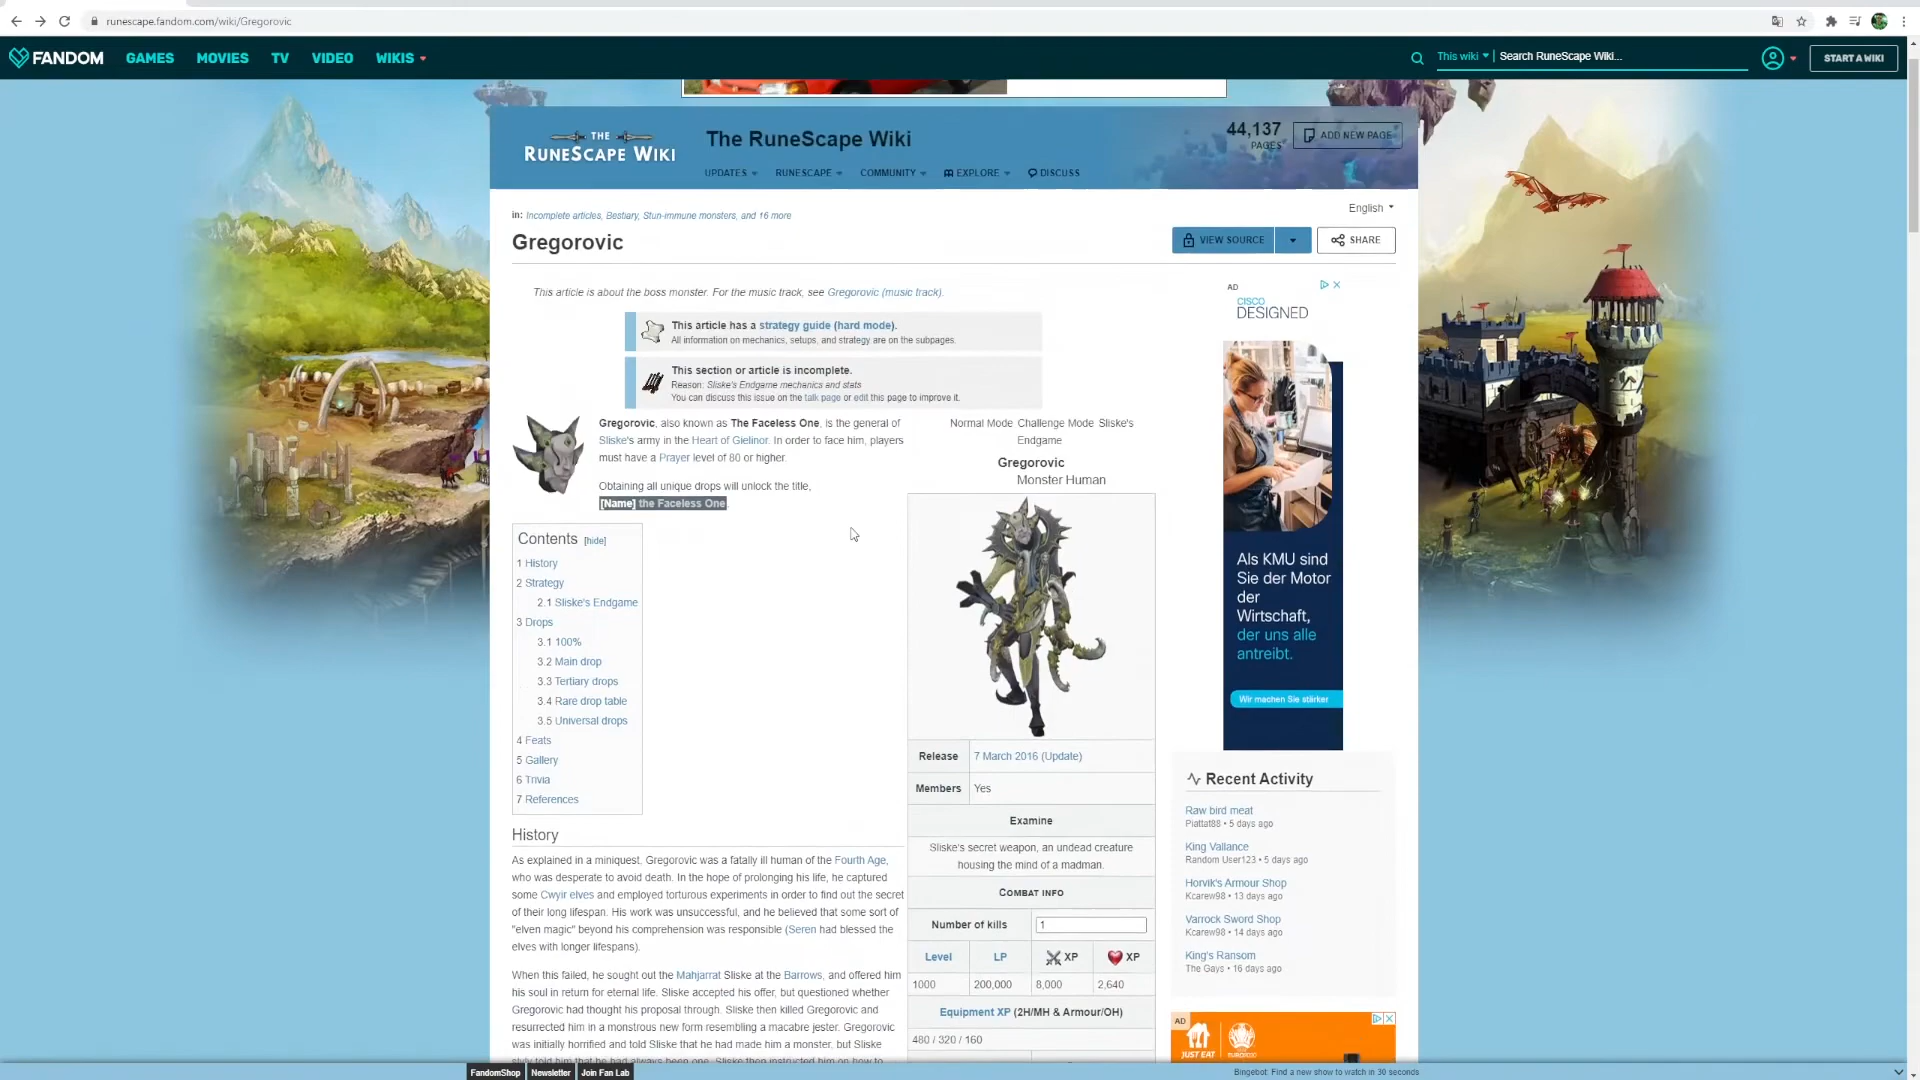 runescape.fandom.com/wiki/Gregorovic
FANDOM
GAMES
MOVIES
TV
VIDEO
WIKIS
This wiki
Search RuneScape Wiki...
START A WIKI
THE
RUNESCAPE WIKI
The RuneScape Wiki
44,137
PAGES
ADD NEW PAGE
UPDATES
RUNESCAPE
COMMUNITY
EXPLORE
DISCUSS
in: Incomplete articles, Bestiary, Stun-immune monsters, and 16 more
English
Gregorovic
VIEW SOURCE
SHARE
This article is about the boss monster. For the music track, see Gregorovic (music track).
This article has a strategy guide (hard mode).
All information on mechanics, setups, and strategy are on the subpages.
This section or article is incomplete.
Reason: Sliske's Endgame mechanics and stats
You can discuss this issue on the talk page or edit this page to improve it.
Gregorovic, also known as The Faceless One, is the general of
Sliske's army in the Heart of Gielinor. In order to face him, players
must have a Prayer level of 80 or higher.
Obtaining all unique drops will unlock the title,
[Name] the Faceless One.
Contents [hide]
1 History
2 Strategy
2.1 Sliske's Endgame
3 Drops
3.1 100%
3.2 Main drop
3.3 Tertiary drops
3.4 Rare drop table
3.5 Universal drops
4 Feats
5 Gallery
6 Trivia
7 References
History
As explained in a miniquest, Gregorovic was a fatally ill human of the Fourth Age,
who was desperate to avoid death. In the hope of prolonging his life, he captured
some Cwyir elves and employed torturous experiments in order to find out the secret
of their long lifespan. His work was unsuccessful, and he believed that some sort of
"elven magic" beyond his comprehension was responsible (Seren had blessed the
elves with longer lifespans).
When this failed, he sought out the Mahjarrat Sliske at the Barrows, and offered him
his soul in return for eternal life. Sliske accepted his offer, but questioned whether
Gregorovic had thought his proposal through. Sliske then killed Gregorovic and
resurrected him in a monstrous new form resembling a macabre jester. Gregorovic
was initially horrified and told Sliske that he had made him a monster, but Sliske
slyly told him that he had always been one. Sliske then instructed him on how to
Normal Mode Challenge Mode Sliske's
Endgame
Gregorovic
Monster Human
Release 7 March 2016 (Update)
Members Yes
Examine
Sliske's secret weapon, an undead creature
housing the mind of a madman.
COMBAT INFO
Number of kills 1
Level LP XP XP
1000 200,000 8,000 2,640
Equipment XP (2H/MH & Armour/OH)
480 / 320 / 160
AD
CISCO
DESIGNED
Als KMU sind
Sie der Motor
der
Wirtschaft,
der uns alle
antreibt.
Wir machen Sie stärker
Recent Activity
Raw bird meat
Piattat88 • 5 days ago
King Vallance
Random User123 • 5 days ago
Horvik's Armour Shop
Kcarew98 • 13 days ago
Varrock Sword Shop
Kcarew98 • 14 days ago
King's Ransom
The Gays • 16 days ago
AD
JUST EAT
EURO2020
FandomShop
Newsletter
Join Fan Lab
Bingebot: Find a new show to watch in 30 seconds